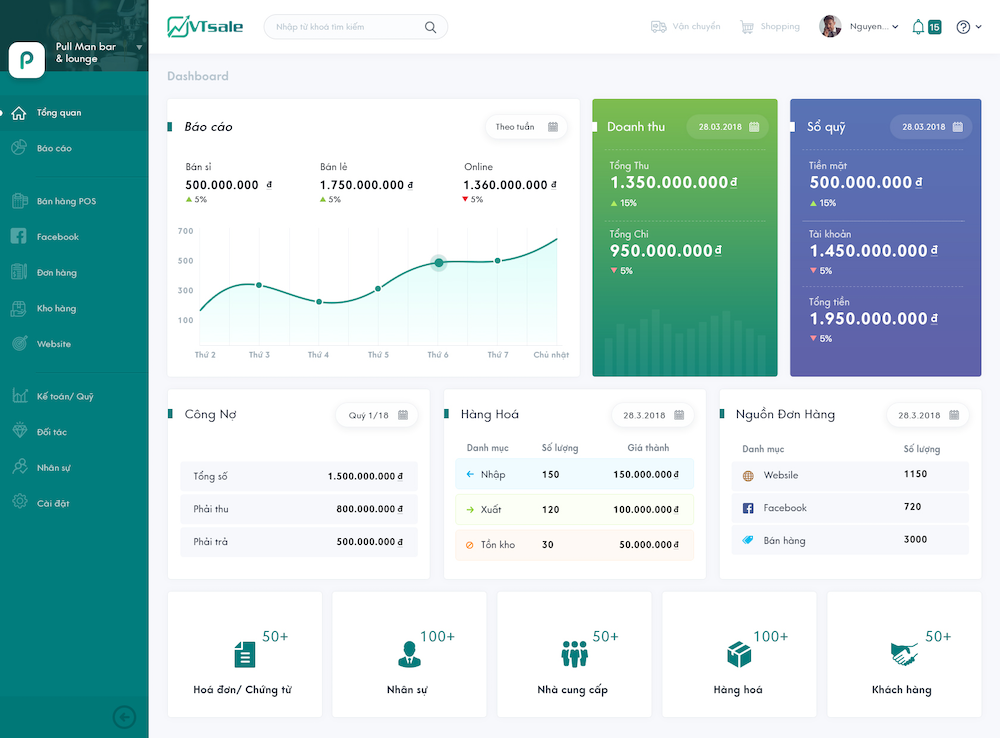 Pull Man bar
& lounge
VTsale
Nhập từ khoá tìm kiếm
Vân chuyển
Shopping
Nguyen...
15
Tổng quan
Báo cáo
Bán hàng POS
Facebook
Đơn hàng
Kho hàng
Website
Kế toán/ Quỹ
Đối tác
Nhân sự
Cài đặt
Dashboard
Báo cáo
Theo tuần
Bán sỉ
500.000.000 đ
5%
Bán lẻ
1.750.000.000 đ
5%
Online
1.360.000.000 đ
5%
700
500
300
100
Thứ 2
Thứ 3
Thứ 4
Thứ 5
Thứ 6
Thứ 7
Chủ nhật
Doanh thu
28.03.2018
Tổng Thu
1.350.000.000 đ
15%
Tổng Chi
950.000.000 đ
5%
Sổ quỹ
28.03.2018
Tiền mặt
500.000.000 đ
15%
Tài khoản
1.450.000.000 đ
5%
Tổng tiền
1.950.000.000 đ
5%
Công Nợ
Quý 1/18
Tổng số 1.500.000.000 đ
Phải thu 800.000.000 đ
Phải trả 500.000.000 đ
Hàng Hoá
28.3.2018
Danh mục Số lượng Giá thành
Nhập 150 150.000.000 đ
Xuất 120 100.000.000 đ
Tồn kho 30 50.000.000 đ
Nguồn Đơn Hàng
28.3.2018
Danh mục Số lượng
Websile 1150
Facebook 720
Bán hàng 3000
50+
Hoá đơn/ Chứng từ
100+
Nhân sự
50+
Nhà cung cấp
100+
Hàng hoá
50+
Khách hàng